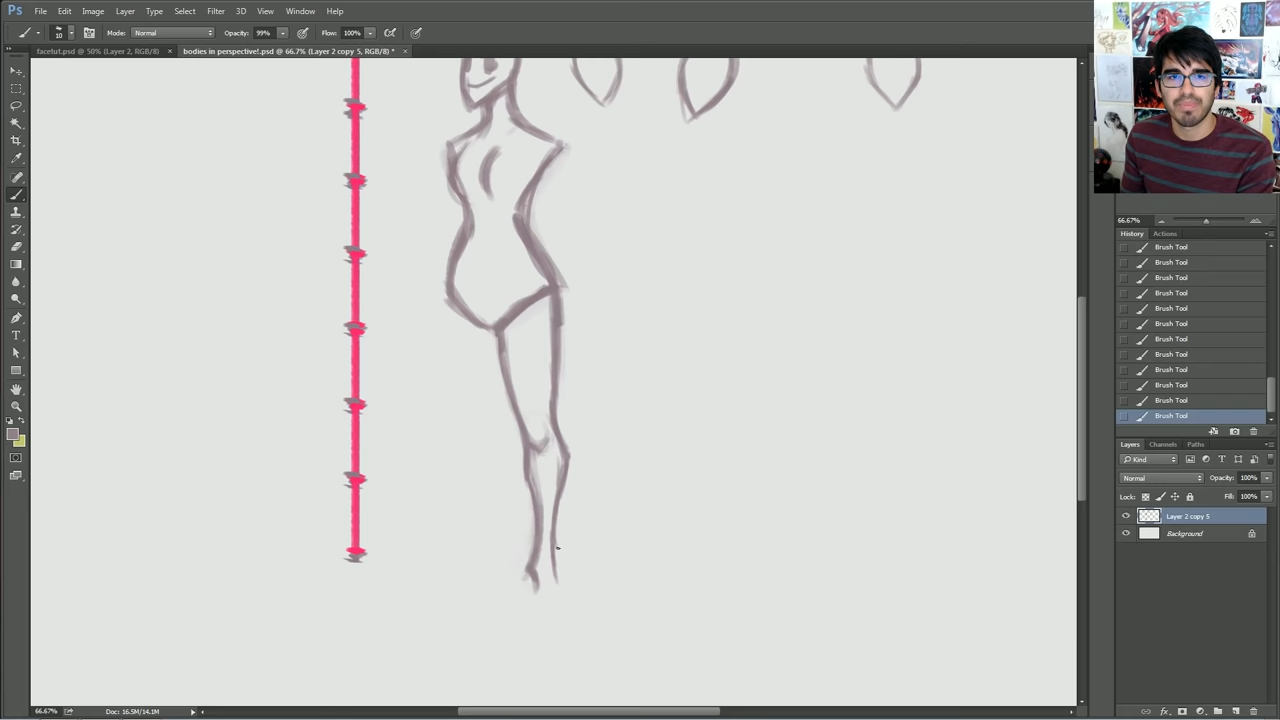 Ps File Edit Image Layer Type Select Filter 3D View Window Help
10 Mode: Normal Opacity: 99% Flow: 100%
facetut.psd @ 50% (Layer 2, RGB/8) × bodies in perspective!.psd @ 66.7% (Layer 2 copy 5, RGB/8) * ×
66.67%
History Actions
Brush Tool
Brush Tool
Brush Tool
Brush Tool
Brush Tool
Brush Tool
Brush Tool
Brush Tool
Brush Tool
Brush Tool
Brush Tool
Brush Tool
Layers Channels Paths
Kind
Normal Opacity: 100%
Lock: Fill: 100%
Layer 2 copy 5
Background
66.67% Doc: 16.5M/14.1M